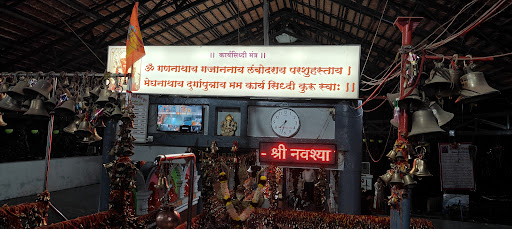 ॥ कार्यसिध्दी मंत्र ॥
ॐ गणनाथाय गजाननाय लंबोदराय परशुहस्ताय ।
मेघनाथाय दुर्गापुत्राय मम कार्य सिध्दी कुरू स्वाः ।
श्री नवश्या